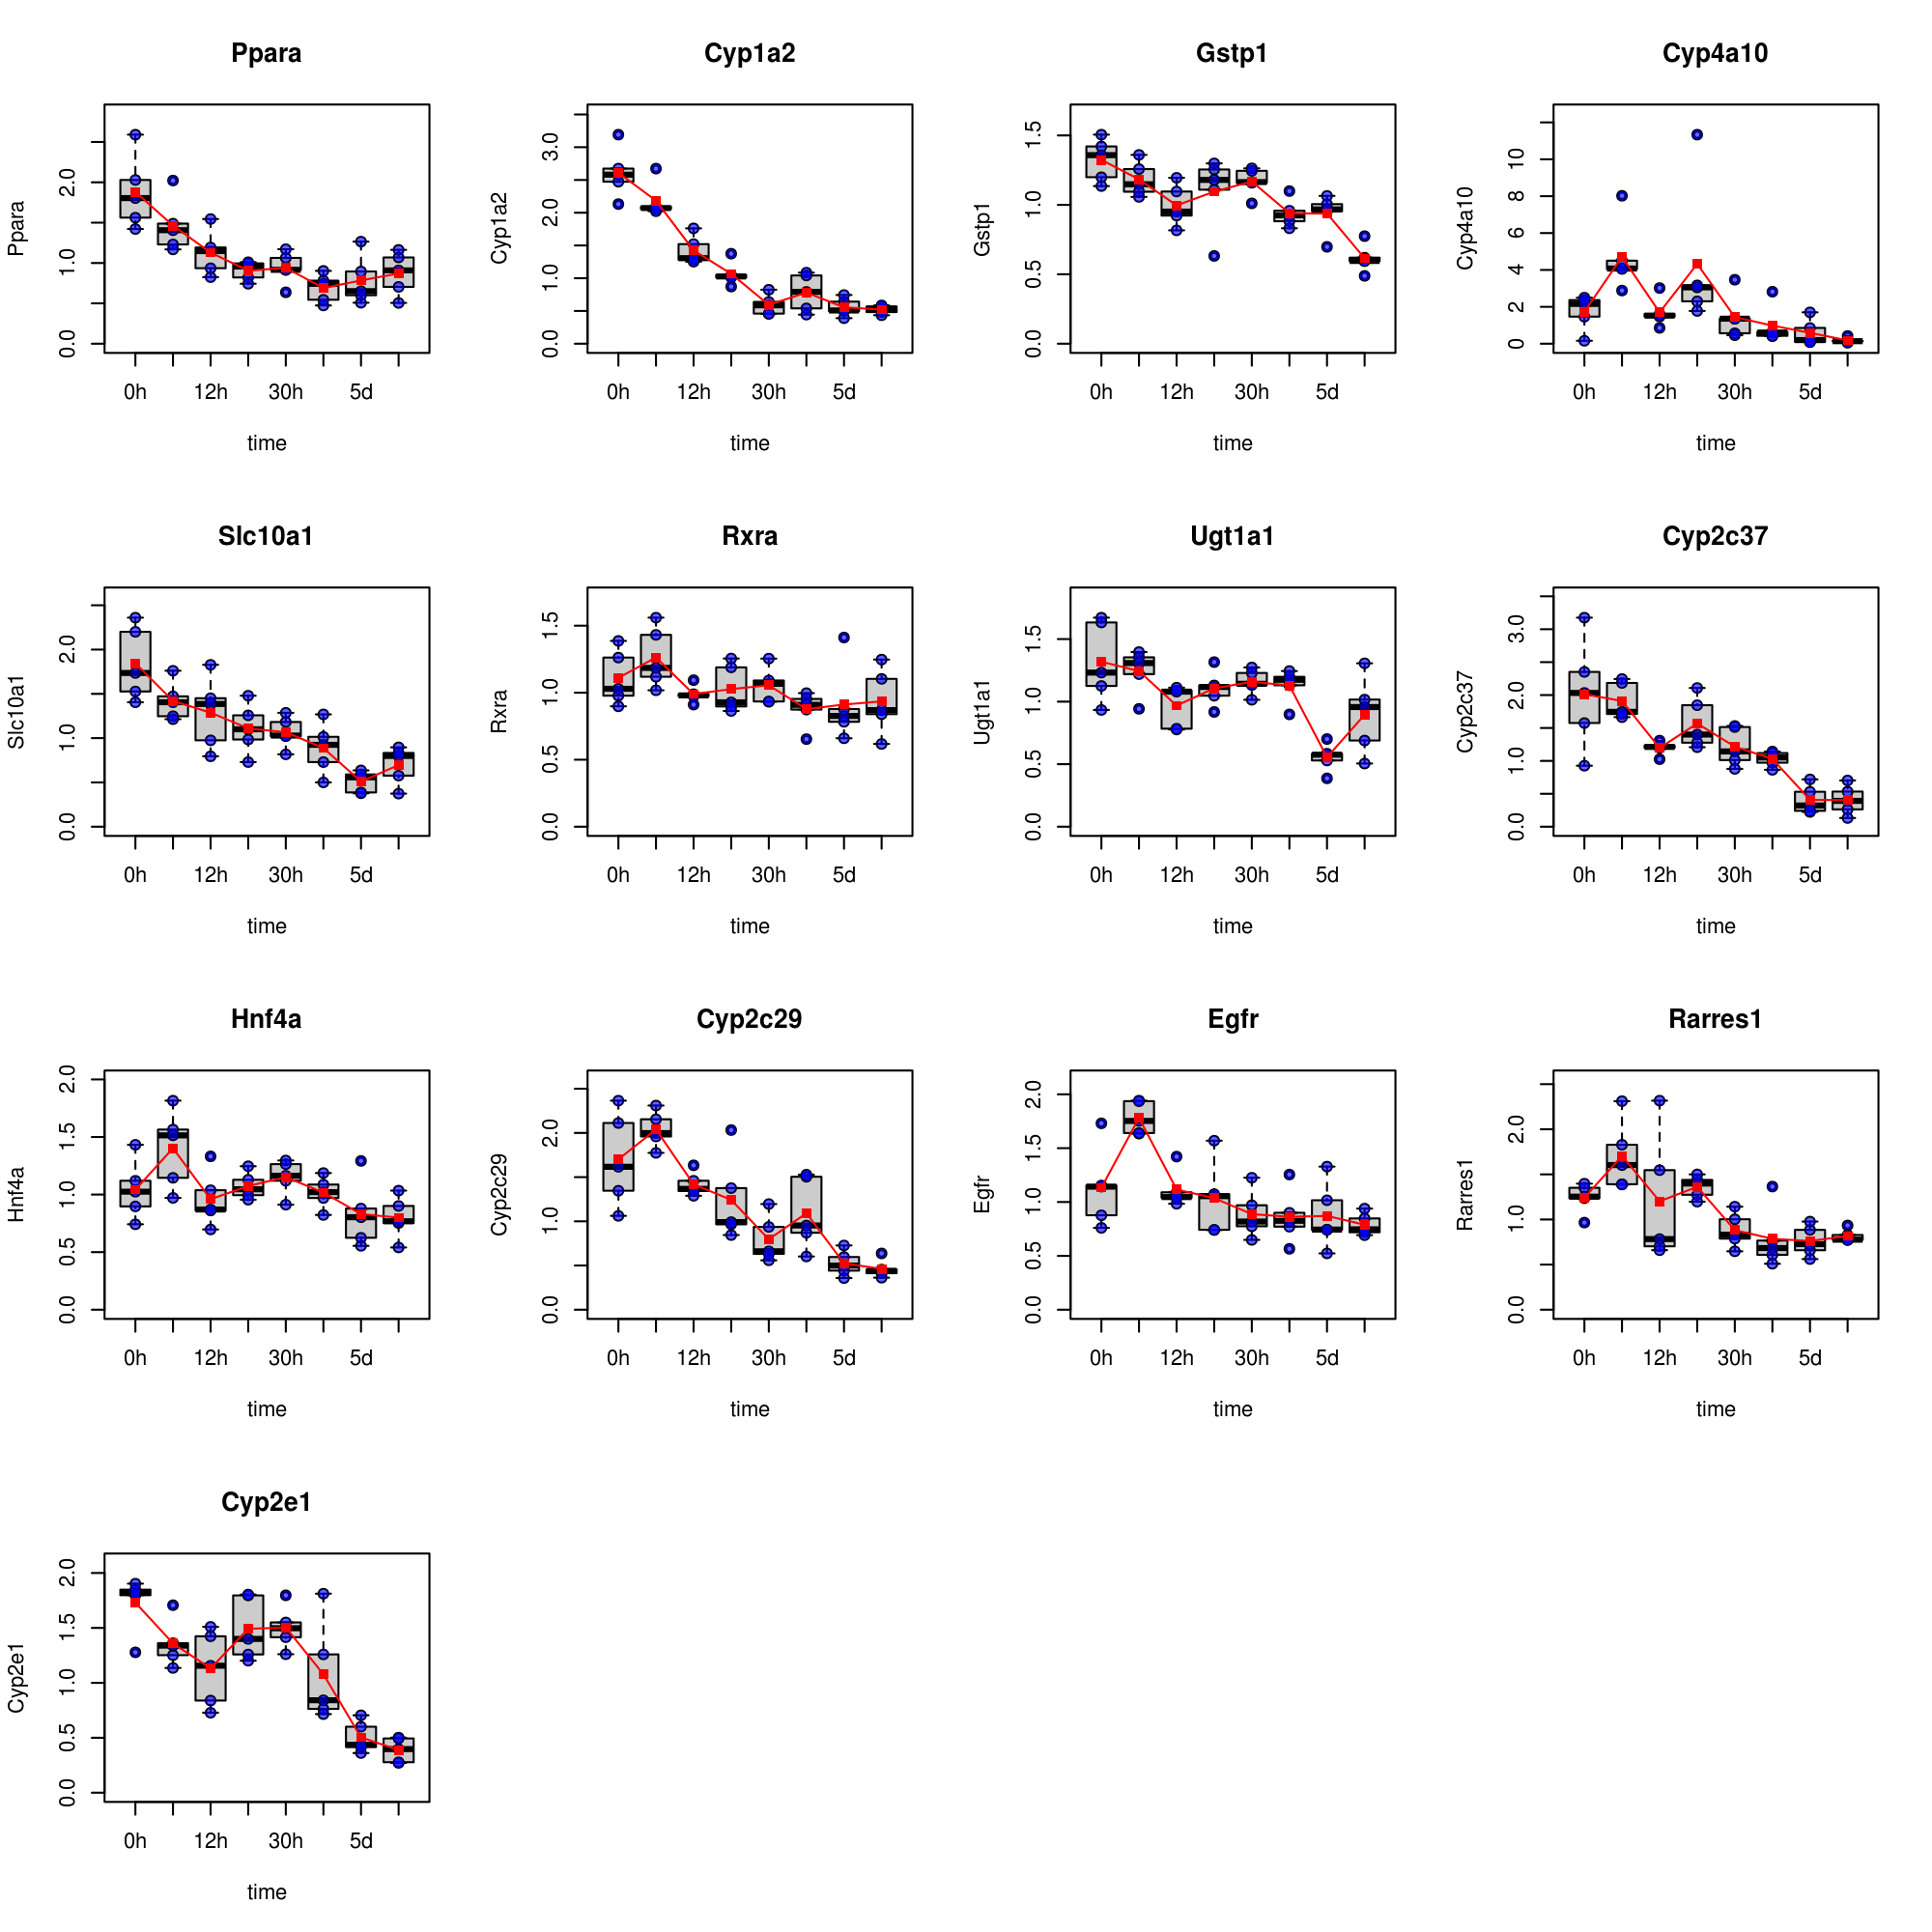 Ppara
Cyp1a2
Gstp1
Cyp4a10
Ppara
0.0
1.0
2.0
0h
12h
30h
5d
time
Cyp1a2
0.0
1.0
2.0
3.0
0h
12h
30h
5d
time
Gstp1
0.0
0.5
1.0
1.5
0h
12h
30h
5d
time
Cyp4a10
0
2
4
6
8
10
0h
12h
30h
5d
time
Slc10a1
Rxra
Ugt1a1
Cyp2c37
Slc10a1
0.0
1.0
2.0
0h
12h
30h
5d
time
Rxra
0.0
0.5
1.0
1.5
0h
12h
30h
5d
time
Ugt1a1
0.0
0.5
1.0
1.5
0h
12h
30h
5d
time
Cyp2c37
0.0
1.0
2.0
3.0
0h
12h
30h
5d
time
Hnf4a
Cyp2c29
Egfr
Rarres1
Hnf4a
0.0
0.5
1.0
1.5
2.0
0h
12h
30h
5d
time
Cyp2c29
0.0
1.0
2.0
0h
12h
30h
5d
time
Egfr
0.0
0.5
1.0
1.5
2.0
0h
12h
30h
5d
time
Rarres1
0.0
1.0
2.0
0h
12h
30h
5d
time
Cyp2e1
Cyp2e1
0.0
0.5
1.0
1.5
2.0
0h
12h
30h
5d
time